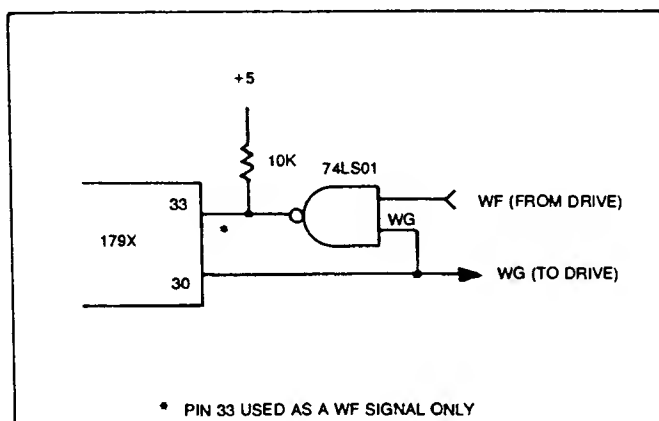 +5
10K
74LS01
33
WF (FROM DRIVE)
WG
*
179X
30
WG (TO DRIVE)
* PIN 33 USED AS A WF SIGNAL ONLY